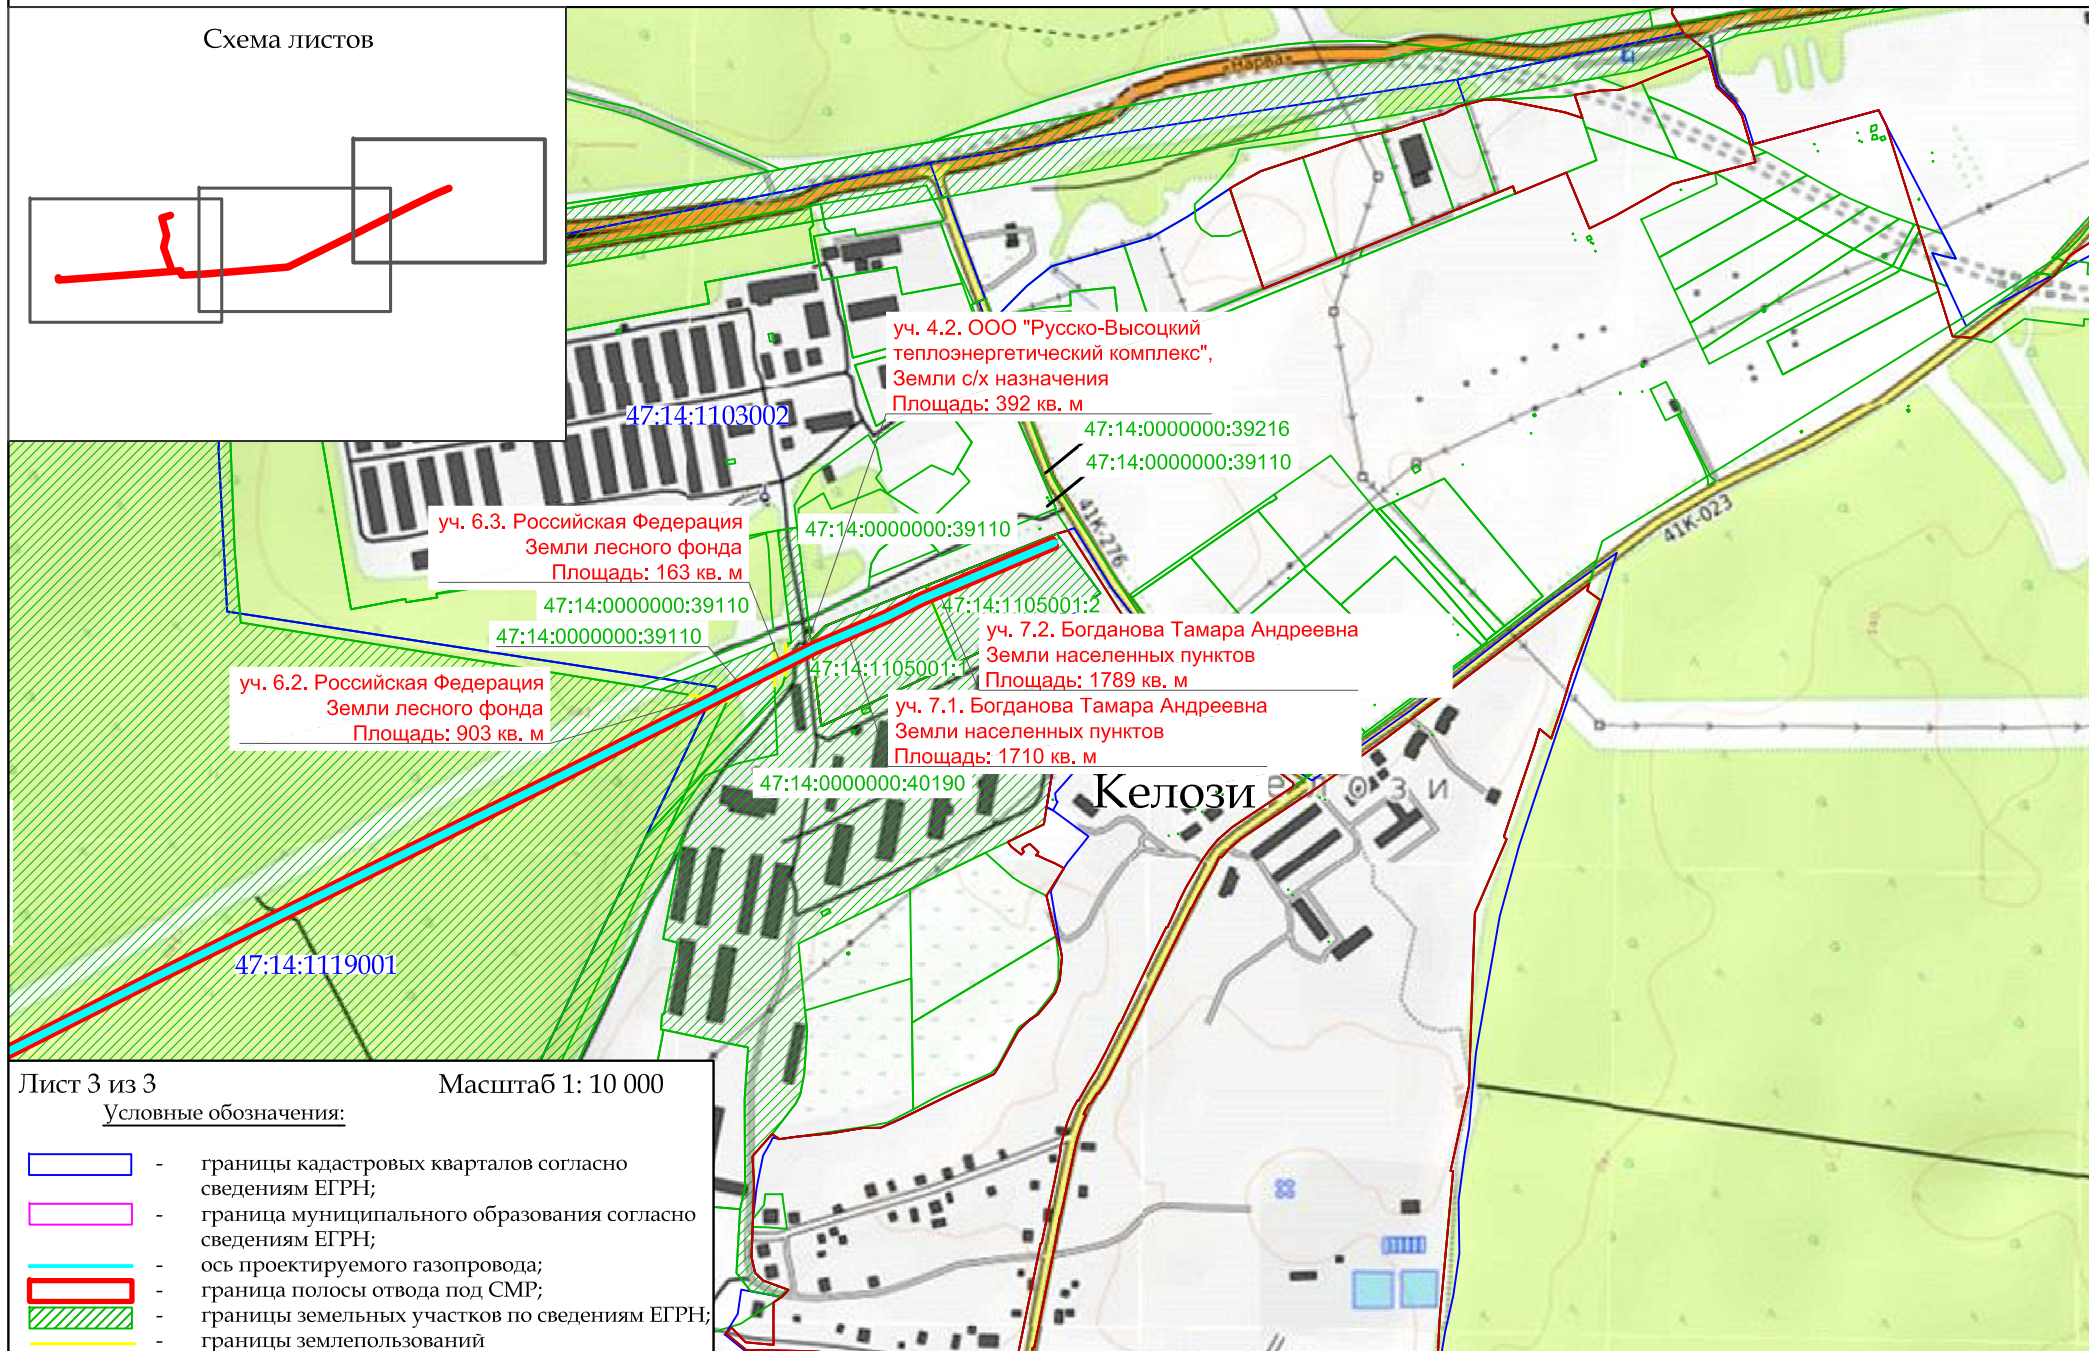 Схема листов
«Нарва»
уч. 4.2. ООО "Русско-Высоцкий
теплоэнергетический комплекс",
Земли с/х назначения
Площадь: 392 кв. м
47:14:1103002
47:14:0000000:39216
47:14:0000000:39110
41К-276
41К-023
уч. 6.3. Российская Федерация
Земли лесного фонда
Площадь: 163 кв. м
47:14:0000000:39110
47:14:0000000:39110
47:14:0000000:39110
47:14:1105001:2
уч. 7.2. Богданова Тамара Андреевна
Земли населенных пунктов
Площадь: 1789 кв. м
47:14:1105001:1
уч. 6.2. Российская Федерация
Земли лесного фонда
Площадь: 903 кв. м
уч. 7.1. Богданова Тамара Андреевна
Земли населенных пунктов
Площадь: 1710 кв. м
47:14:0000000:40190
Келози
47:14:1119001
Лист 3 из 3
Масштаб 1: 10 000
Условные обозначения:
- границы кадастровых кварталов согласно
сведениям ЕГРН;
- граница муниципального образования согласно
сведениям ЕГРН;
- ось проектируемого газопровода;
- граница полосы отвода под СМР;
- границы земельных участков по сведениям ЕГРН;
- границы землепользований